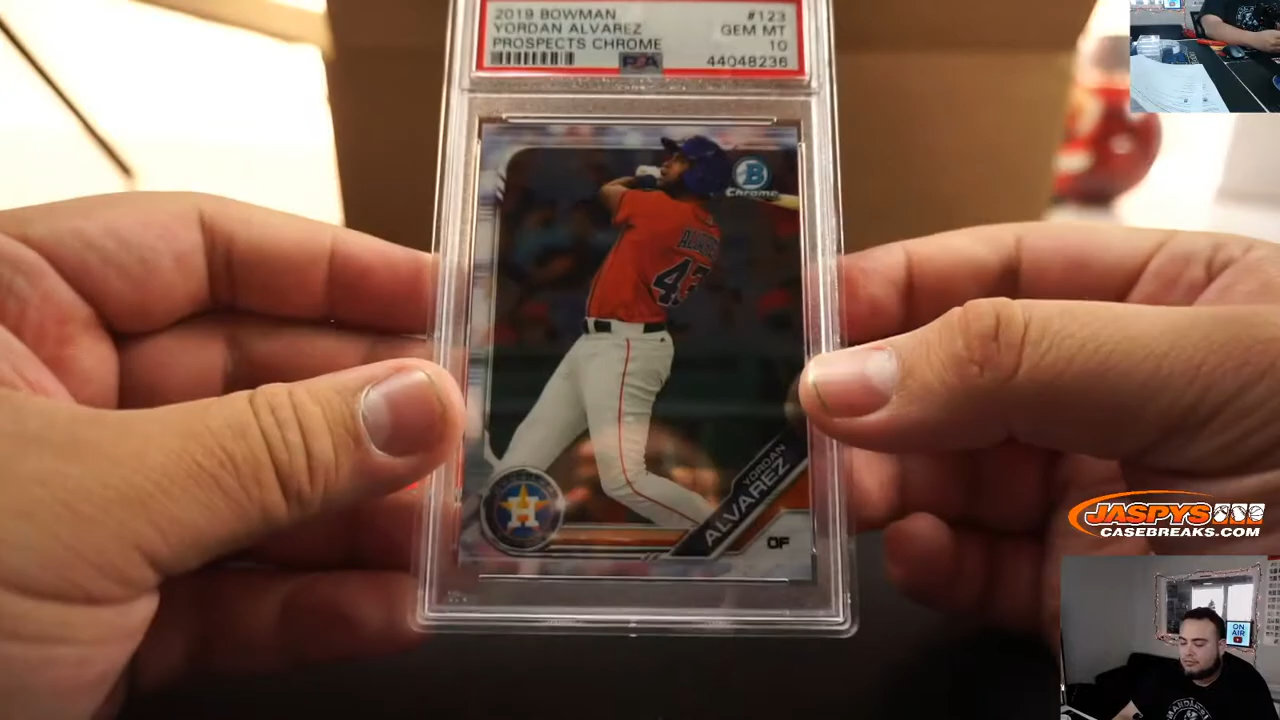 2019 BOWMAN #123
YORDAN ALVAREZ GEM MT
PROSPECTS CHROME 10
PSA 44048236
B
Chrome
43
H
YORDAN
ALVAREZ
OF
JASPYS
CASEBREAKS.COM
ON
AIR